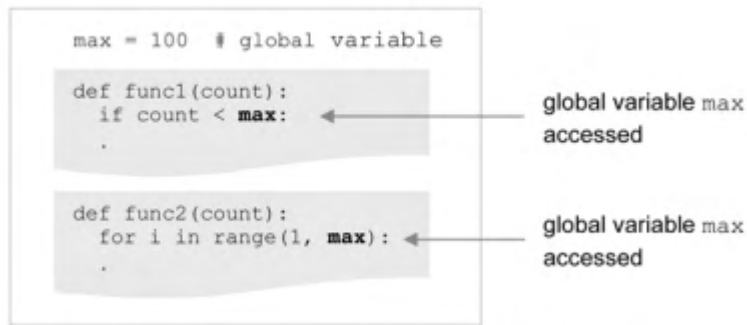 max = 100 # global variable
def func1(count):
if count < max:
.
global variable max
accessed
def func2(count):
for i in range(1, max):
.
global variable max
accessed